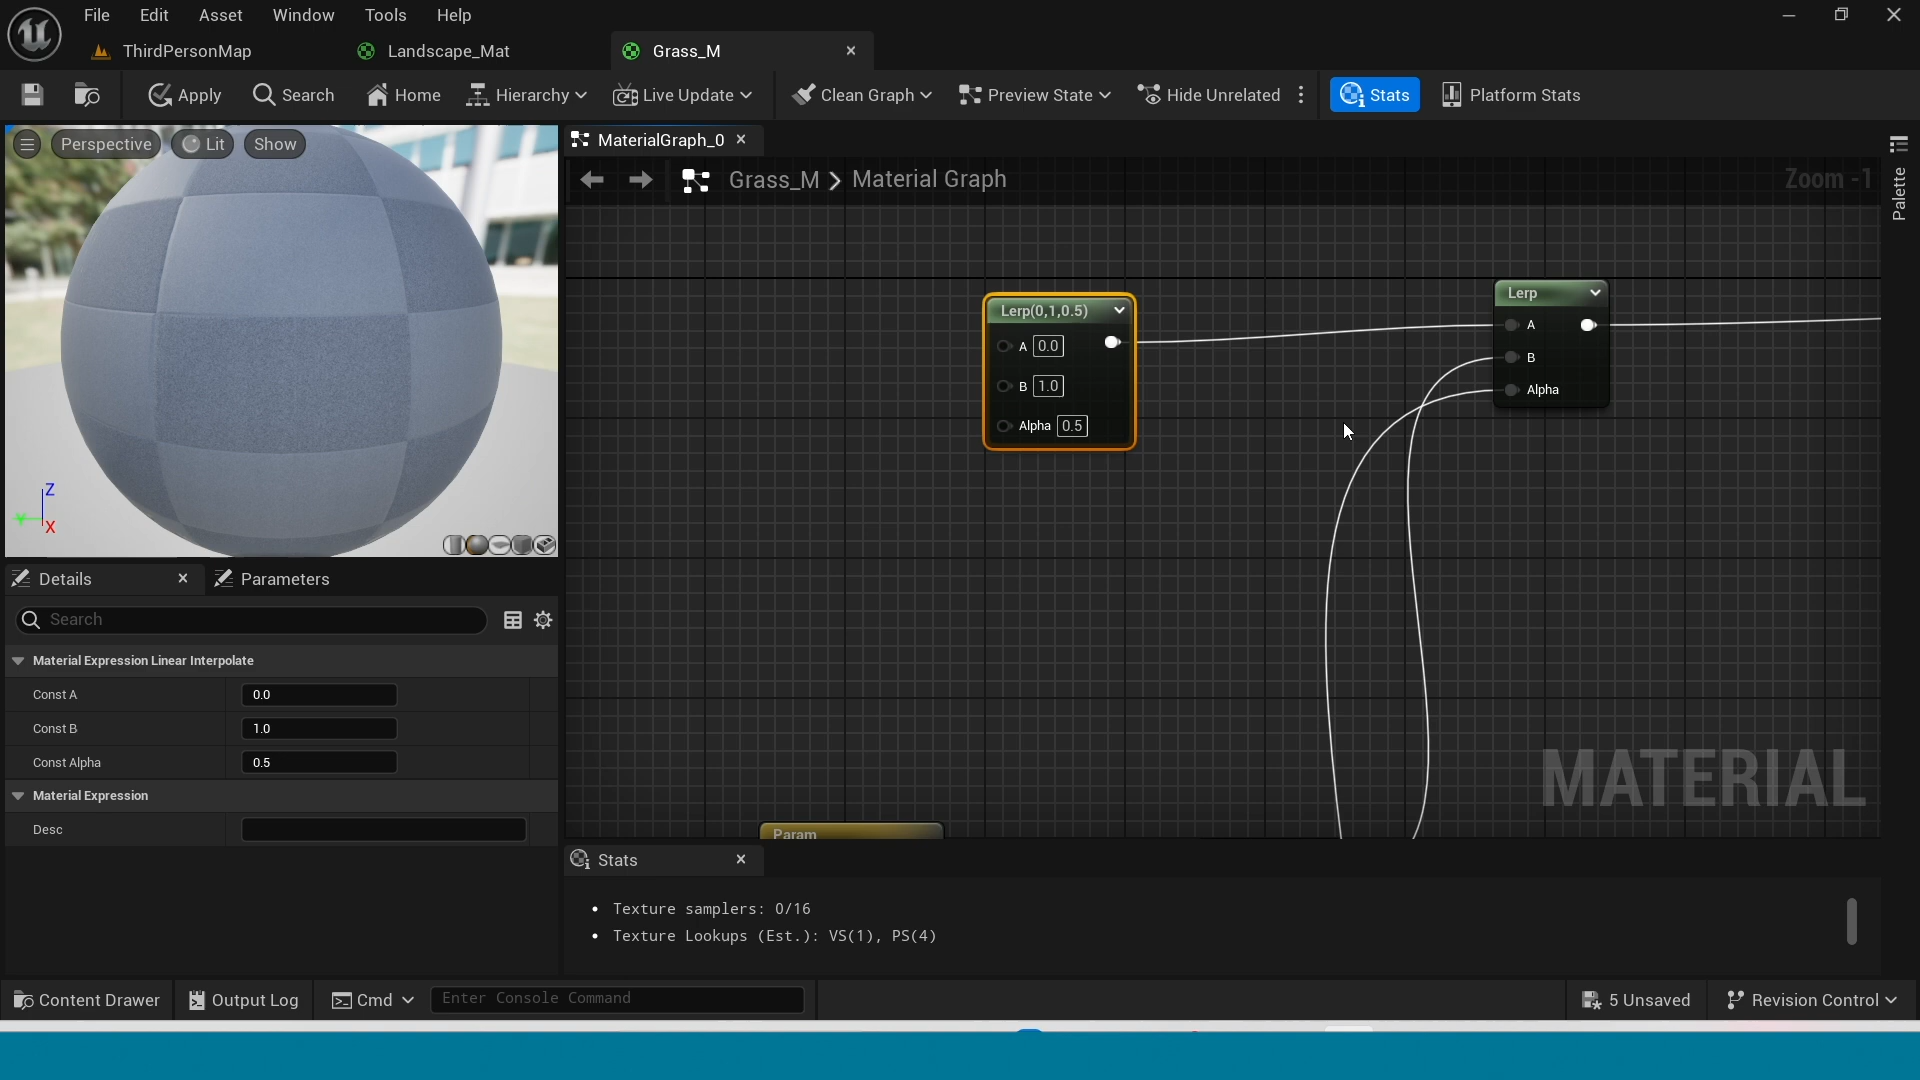 File Edit Asset Window Tools Help
ThirdPersonMap Landscape_Mat Grass_M
Apply Search Home Hierarchy Live Update Clean Graph Preview State Hide Unrelated Stats Platform Stats
Perspective Lit Show
MaterialGraph_0
Grass_M Material Graph
Zoom -1
Palette
Lerp(0,1,0.5)
A 0.0
B 1.0
Alpha 0.5
Lerp
A
B
Alpha
Z
Y
X
Param
MATERIAL
Details Parameters
Search
Material Expression Linear Interpolate
Const A 0.0
Const B 1.0
Const Alpha 0.5
Material Expression
Desc
Stats
• Texture samplers: 0/16
• Texture Lookups (Est.): VS(1), PS(4)
Content Drawer Output Log Cmd Enter Console Command 5 Unsaved Revision Control